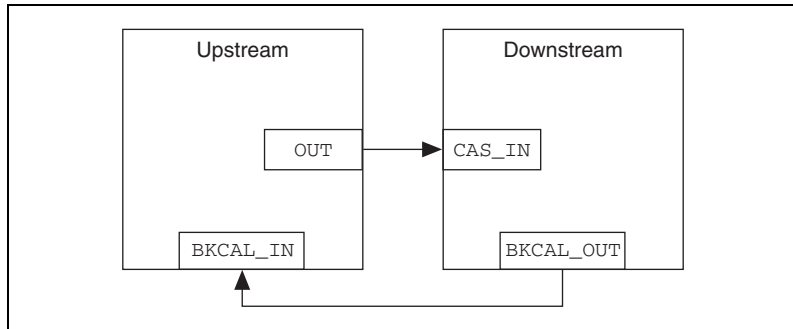 Upstream
Downstream
OUT
CAS_IN
BKCAL_IN
BKCAL_OUT